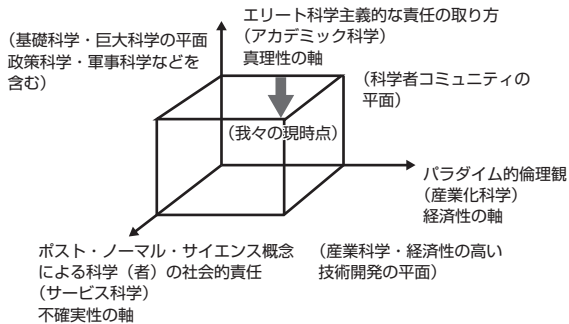 エリート科学主義的な責任の取り方
（アカデミック科学）
真理性の軸
（基礎科学・巨大科学の平面
政策科学・軍事科学などを
含む）
（科学者コミュニティの
平面）
（我々の現時点）
パラダイム的倫理観
（産業化科学）
経済性の軸
ポスト・ノーマル・サイエンス概念
による科学（者）の社会的責任
（サービス科学）
不確実性の軸
（産業科学・経済性の高い
技術開発の平面）